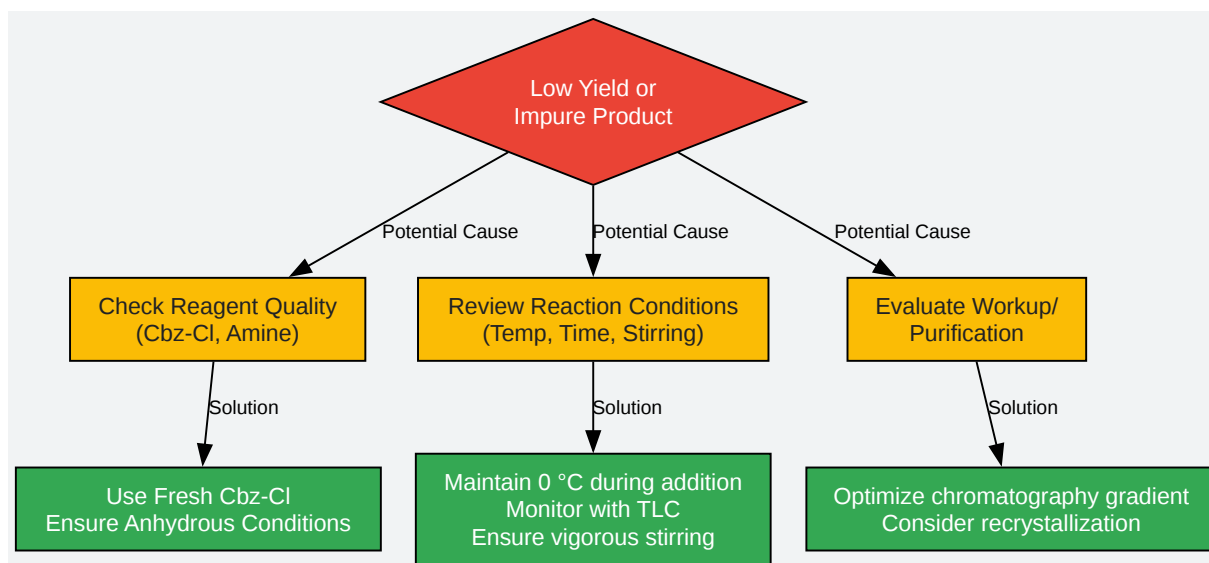 Low Yield or
Impure Product
Potential Cause
Potential Cause
Potential Cause
Check Reagent Quality
(Cbz-Cl, Amine)
Review Reaction Conditions
(Temp, Time, Stirring)
Evaluate Workup/
Purification
Solution
Solution
Solution
Use Fresh Cbz-Cl
Ensure Anhydrous Conditions
Maintain 0 °C during addition
Monitor with TLC
Ensure vigorous stirring
Optimize chromatography gradient
Consider recrystallization